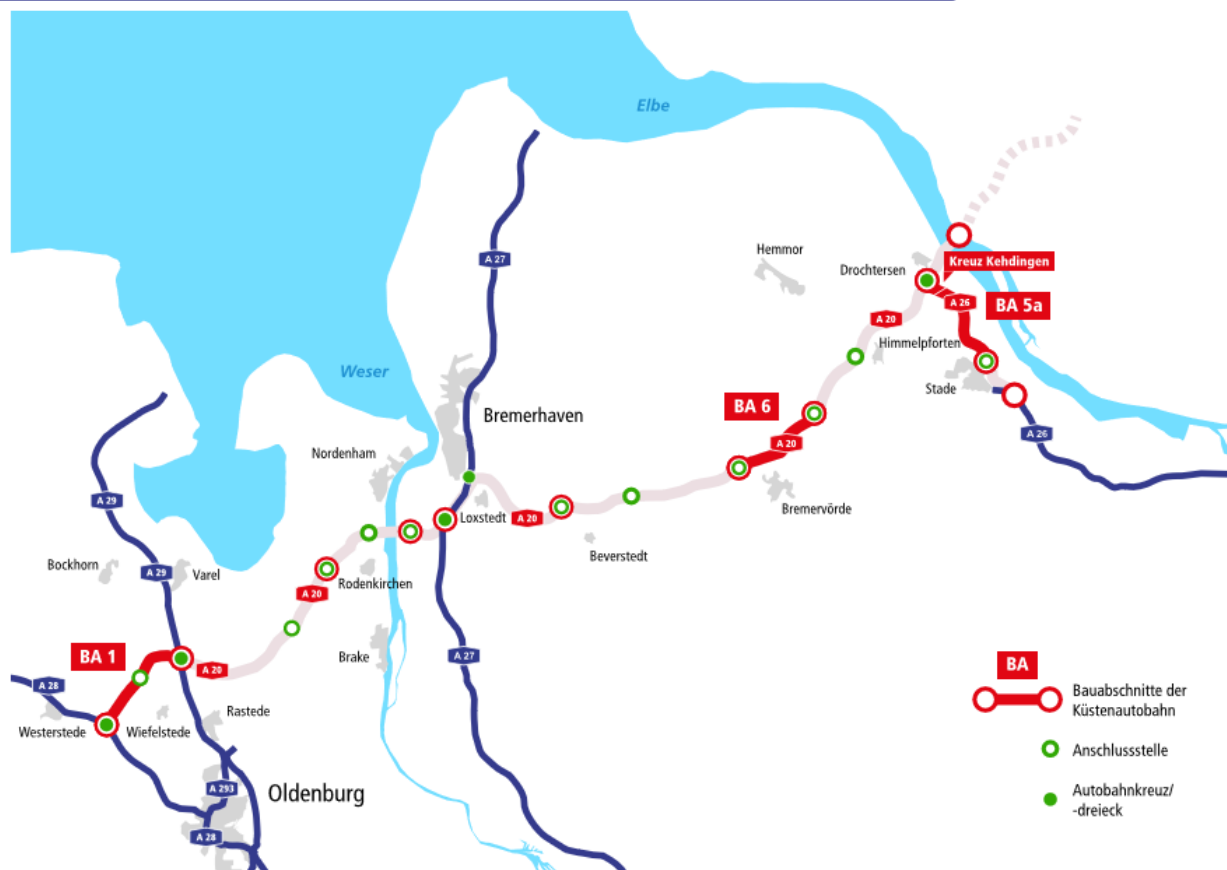 Elbe
Hemmor
Drochtersen
Kreuz Kehdingen
A 27
A 26
BA 5a
A 20
Himmelpforten
Weser
Stade
BA 6
Bremerhaven
A 26
A 20
Nordenham
Bremervörde
A 29
Loxstedt
A 20
Beverstedt
Bockhorn
A 29
Varel
Rodenkirchen
A 20
BA 1
A 20
Brake
A 27
A 28
Rastede
Westerstede
Wiefelstede
A 293
Oldenburg
A 28
BA
Bauabschnitte der
Küstenautobahn
Anschlussstelle
Autobahnkreuz/
-dreieck